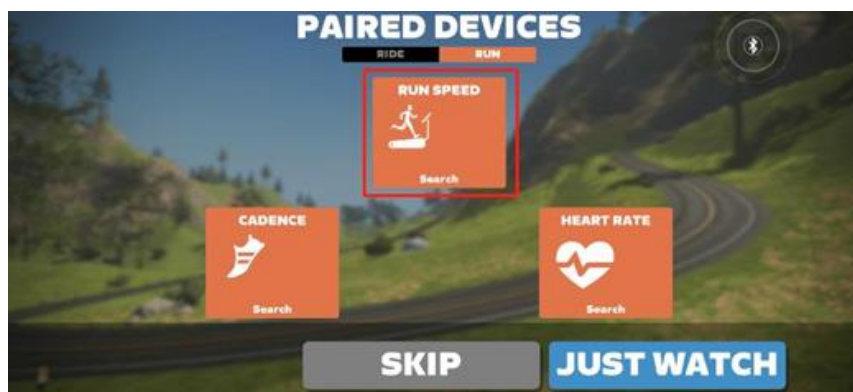 PAIRED DEVICES
RIDE RUN
RUN SPEED
Search
CADENCE
Search
HEART RATE
Search
SKIP
JUST WATCH